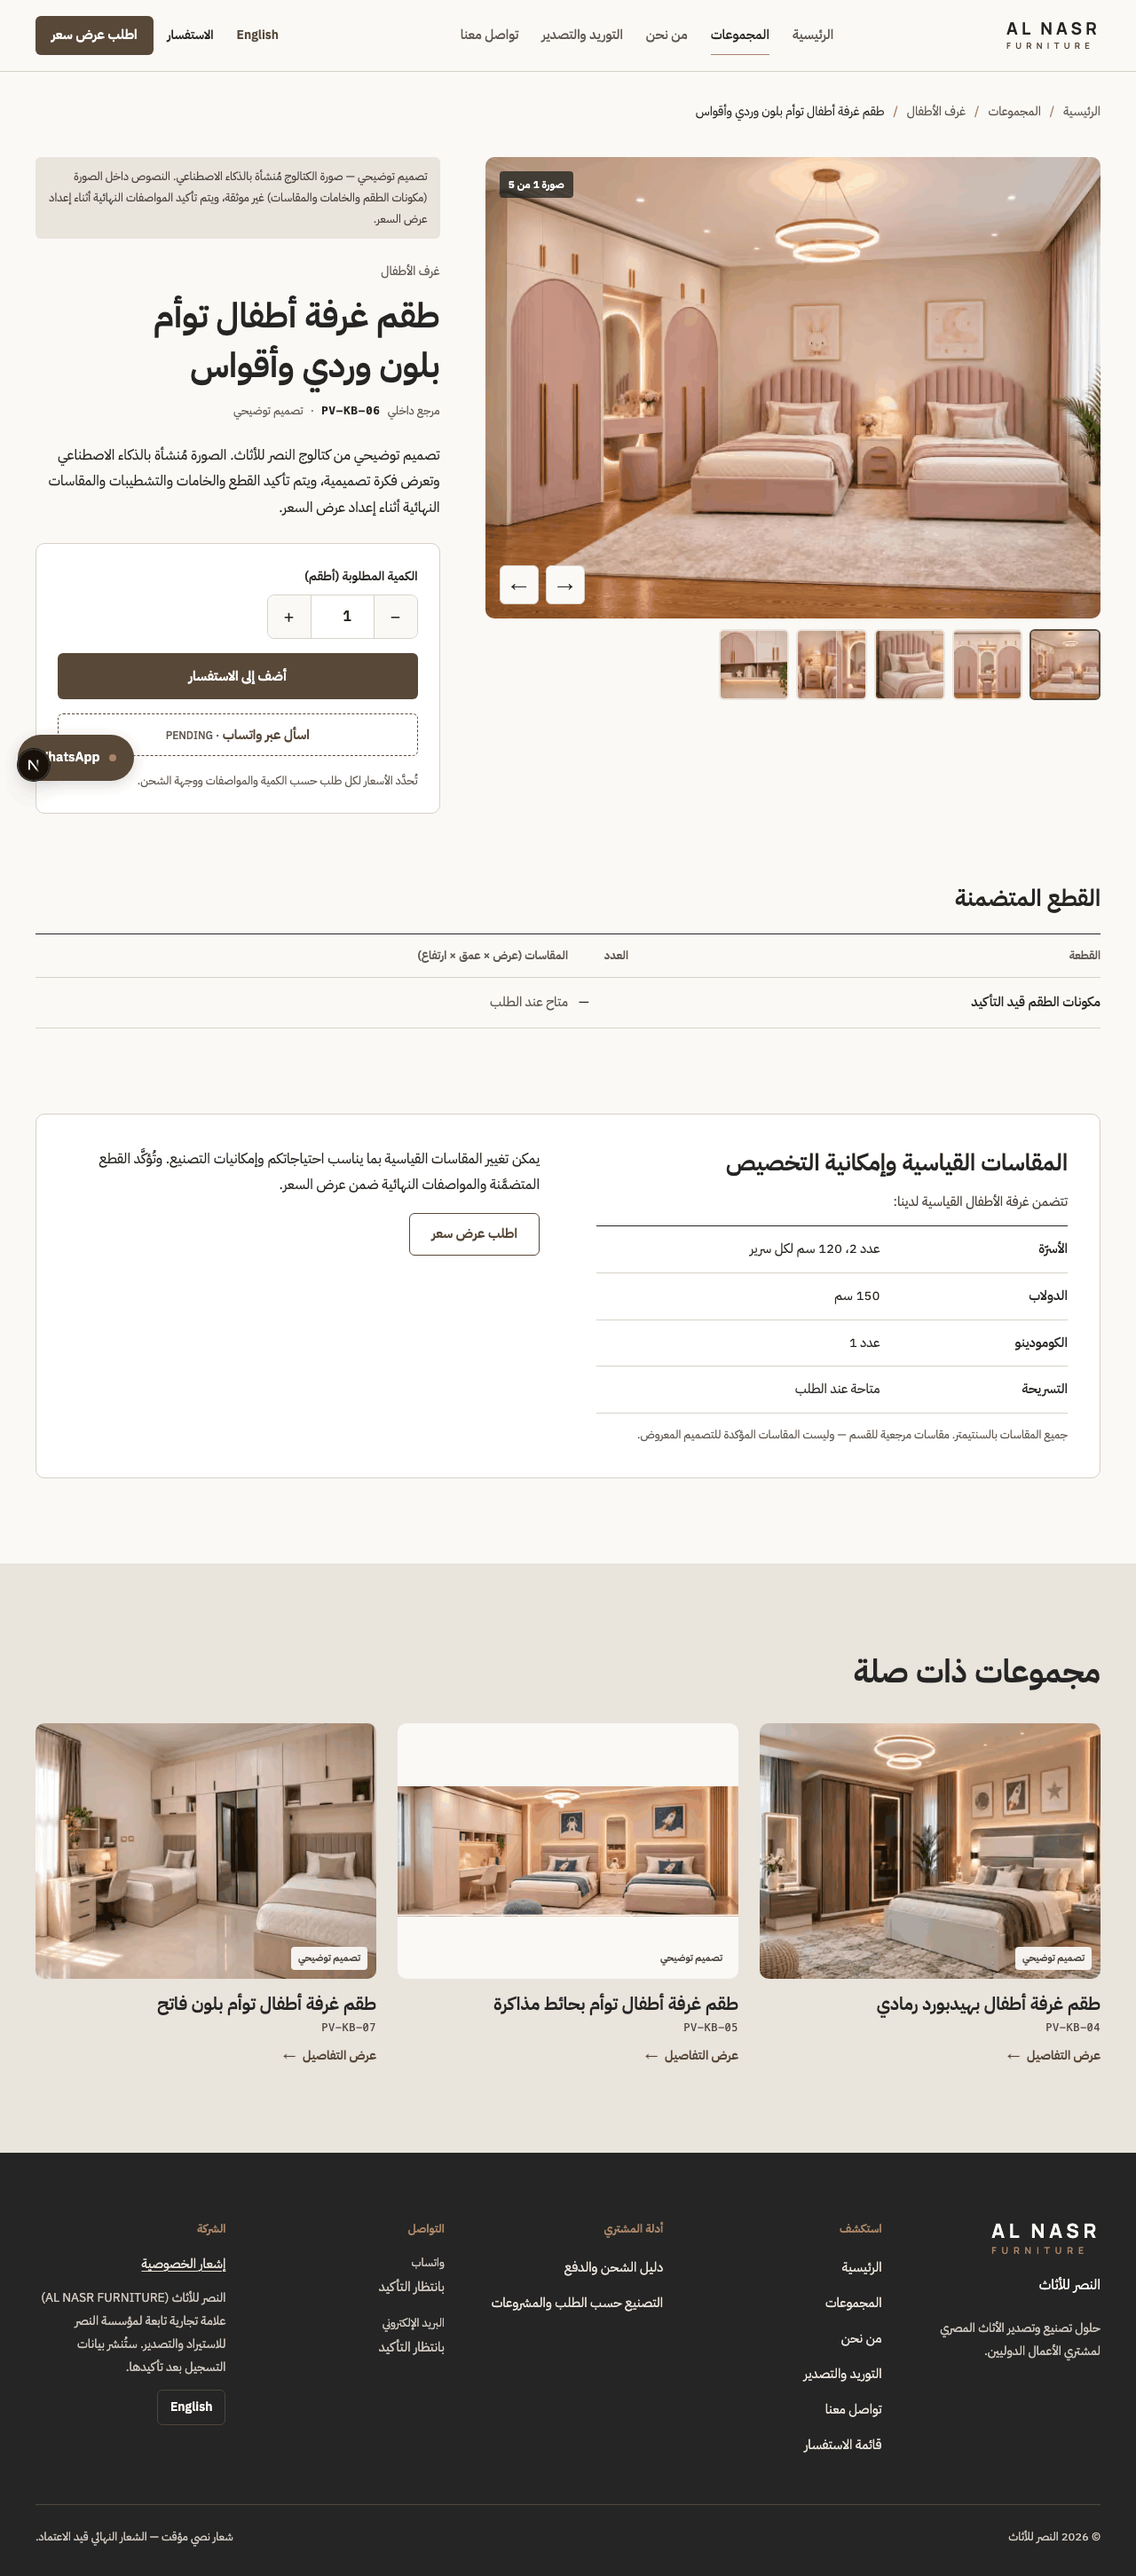 AL NASR
FURNITURE
الرئيسية
المجموعات
من نحن
التوريد والتصدير
تواصل معنا
English
الاستفسار
اطلب عرض سعر
الرئيسية / المجموعات / غرف الأطفال / طقم غرفة أطفال توأم بلون وردي وأقواس
صورة 1 من 5
→
←
تصميم توضيحي — صورة الكتالوج مُنشأة بالذكاء الاصطناعي. النصوص داخل الصورة
(مكونات الطقم والخامات والمقاسات) غير موثقة، ويتم تأكيد المواصفات النهائية أثناء إعداد
عرض السعر.
غرف الأطفال
طقم غرفة أطفال توأم
بلون وردي وأقواس
مرجع داخلي PV-KB-06 · تصميم توضيحي
تصميم توضيحي من كتالوج النصر للأثاث. الصورة مُنشأة بالذكاء الاصطناعي
وتعرض فكرة تصميمية، ويتم تأكيد القطع والخامات والتشطيبات والمقاسات
النهائية أثناء إعداد عرض السعر.
الكمية المطلوبة (أطقم)
− 1 +
أضف إلى الاستفسار
اسأل عبر واتساب · PENDING
hatsApp
N
تُحدَّد الأسعار لكل طلب حسب الكمية والمواصفات ووجهة الشحن.
القطع المتضمنة
القطعة العدد المقاسات (عرض × عمق × ارتفاع)
مكونات الطقم قيد التأكيد — متاح عند الطلب
المقاسات القياسية وإمكانية التخصيص
تتضمن غرفة الأطفال القياسية لدينا:
الأسرّة عدد 2، 120 سم لكل سرير
الدولاب 150 سم
الكومودينو عدد 1
التسريحة متاحة عند الطلب
جميع المقاسات بالسنتيمتر. مقاسات مرجعية للقسم — وليست المقاسات المؤكدة للتصميم المعروض.
يمكن تغيير المقاسات القياسية بما يناسب احتياجاتكم وإمكانيات التصنيع. وتُؤكَّد القطع
المتضمَّنة والمواصفات النهائية ضمن عرض السعر.
اطلب عرض سعر
مجموعات ذات صلة
تصميم توضيحي
طقم غرفة أطفال بهيدبورد رمادي
PV-KB-04
عرض التفاصيل ←
تصميم توضيحي
طقم غرفة أطفال توأم بحائط مذاكرة
PV-KB-05
عرض التفاصيل ←
تصميم توضيحي
طقم غرفة أطفال توأم بلون فاتح
PV-KB-07
عرض التفاصيل ←
AL NASR
FURNITURE
النصر للأثاث
حلول تصنيع وتصدير الأثاث المصري
لمشتري الأعمال الدوليين.
استكشف
الرئيسية
المجموعات
من نحن
التوريد والتصدير
تواصل معنا
قائمة الاستفسار
أدلة المشتري
دليل الشحن والدفع
التصنيع حسب الطلب والمشروعات
التواصل
واتساب
بانتظار التأكيد
البريد الإلكتروني
بانتظار التأكيد
الشركة
إشعار الخصوصية
النصر للأثاث (AL NASR FURNITURE)
علامة تجارية تابعة لمؤسسة النصر
للاستيراد والتصدير. ستُنشر بيانات
التسجيل بعد تأكيدها.
English
© 2026 النصر للأثاث
شعار نصي مؤقت — الشعار النهائي قيد الاعتماد.